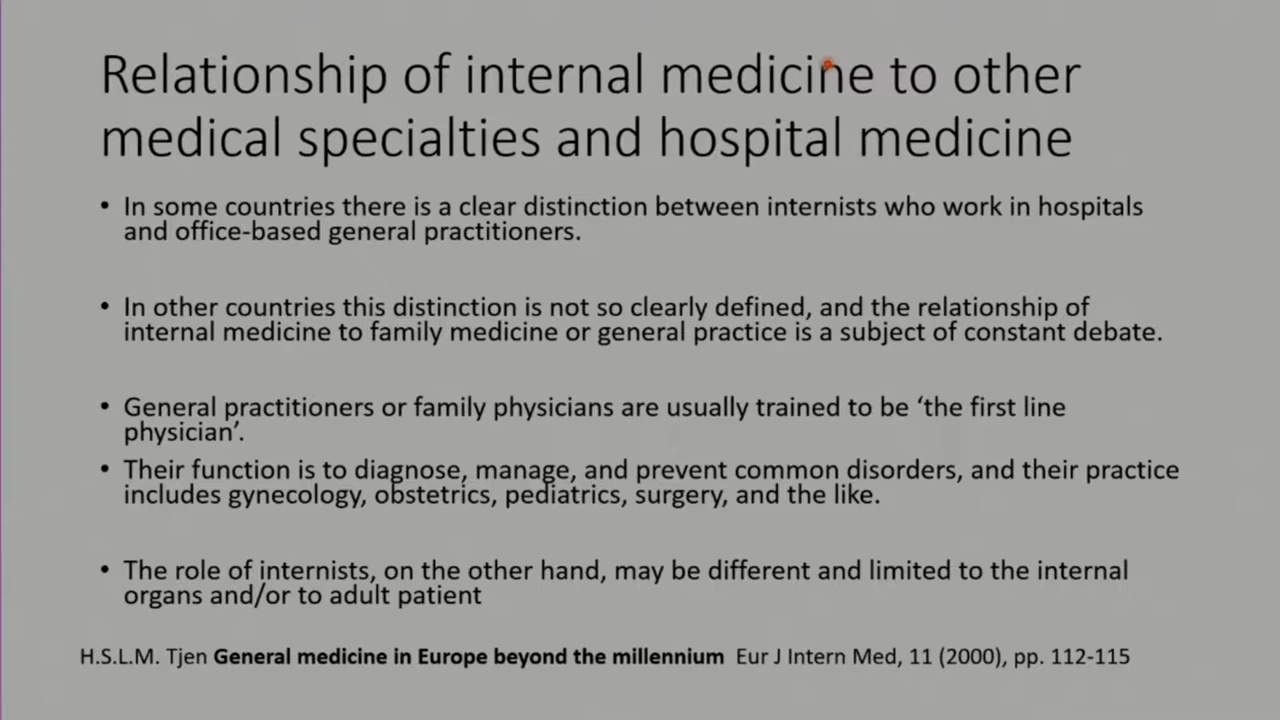 Relationship of internal medicine to other
medical specialties and hospital medicine
• In some countries there is a clear distinction between internists who work in hospitals
and office-based general practitioners.
• In other countries this distinction is not so clearly defined, and the relationship of
internal medicine to family medicine or general practice is a subject of constant debate.
• General practitioners or family physicians are usually trained to be ‘the first line
physician’.
• Their function is to diagnose, manage, and prevent common disorders, and their practice
includes gynecology, obstetrics, pediatrics, surgery, and the like.
• The role of internists, on the other hand, may be different and limited to the internal
organs and/or to adult patient
H.S.L.M. Tjen General medicine in Europe beyond the millennium Eur J Intern Med, 11 (2000), pp. 112-115